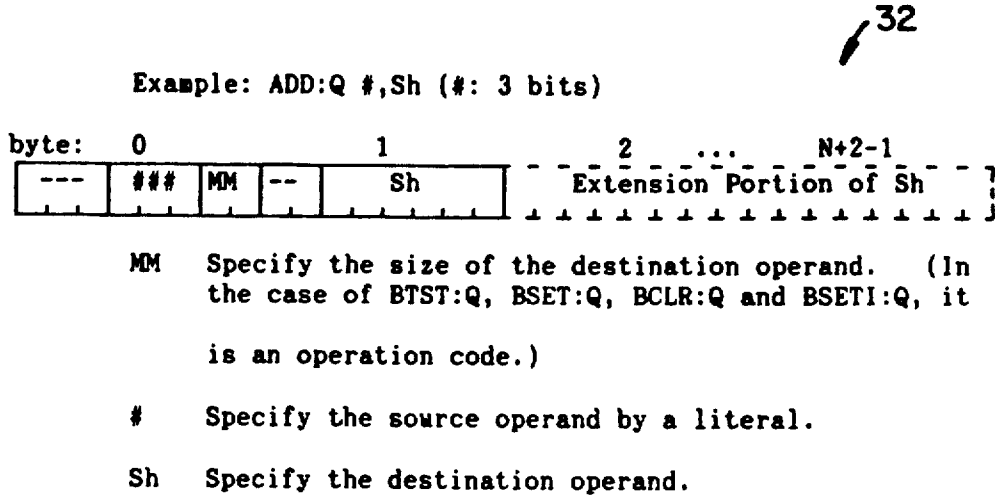 32
Example: ADD:Q #,Sh (#: 3 bits)
byte: 0 1 2 ... N+2-1
--- ### MM -- Sh Extension Portion of Sh
MM Specify the size of the destination operand. (In
the case of BTST:Q, BSET:Q, BCLR:Q and BSETI:Q, it
is an operation code.)
# Specify the source operand by a literal.
Sh Specify the destination operand.